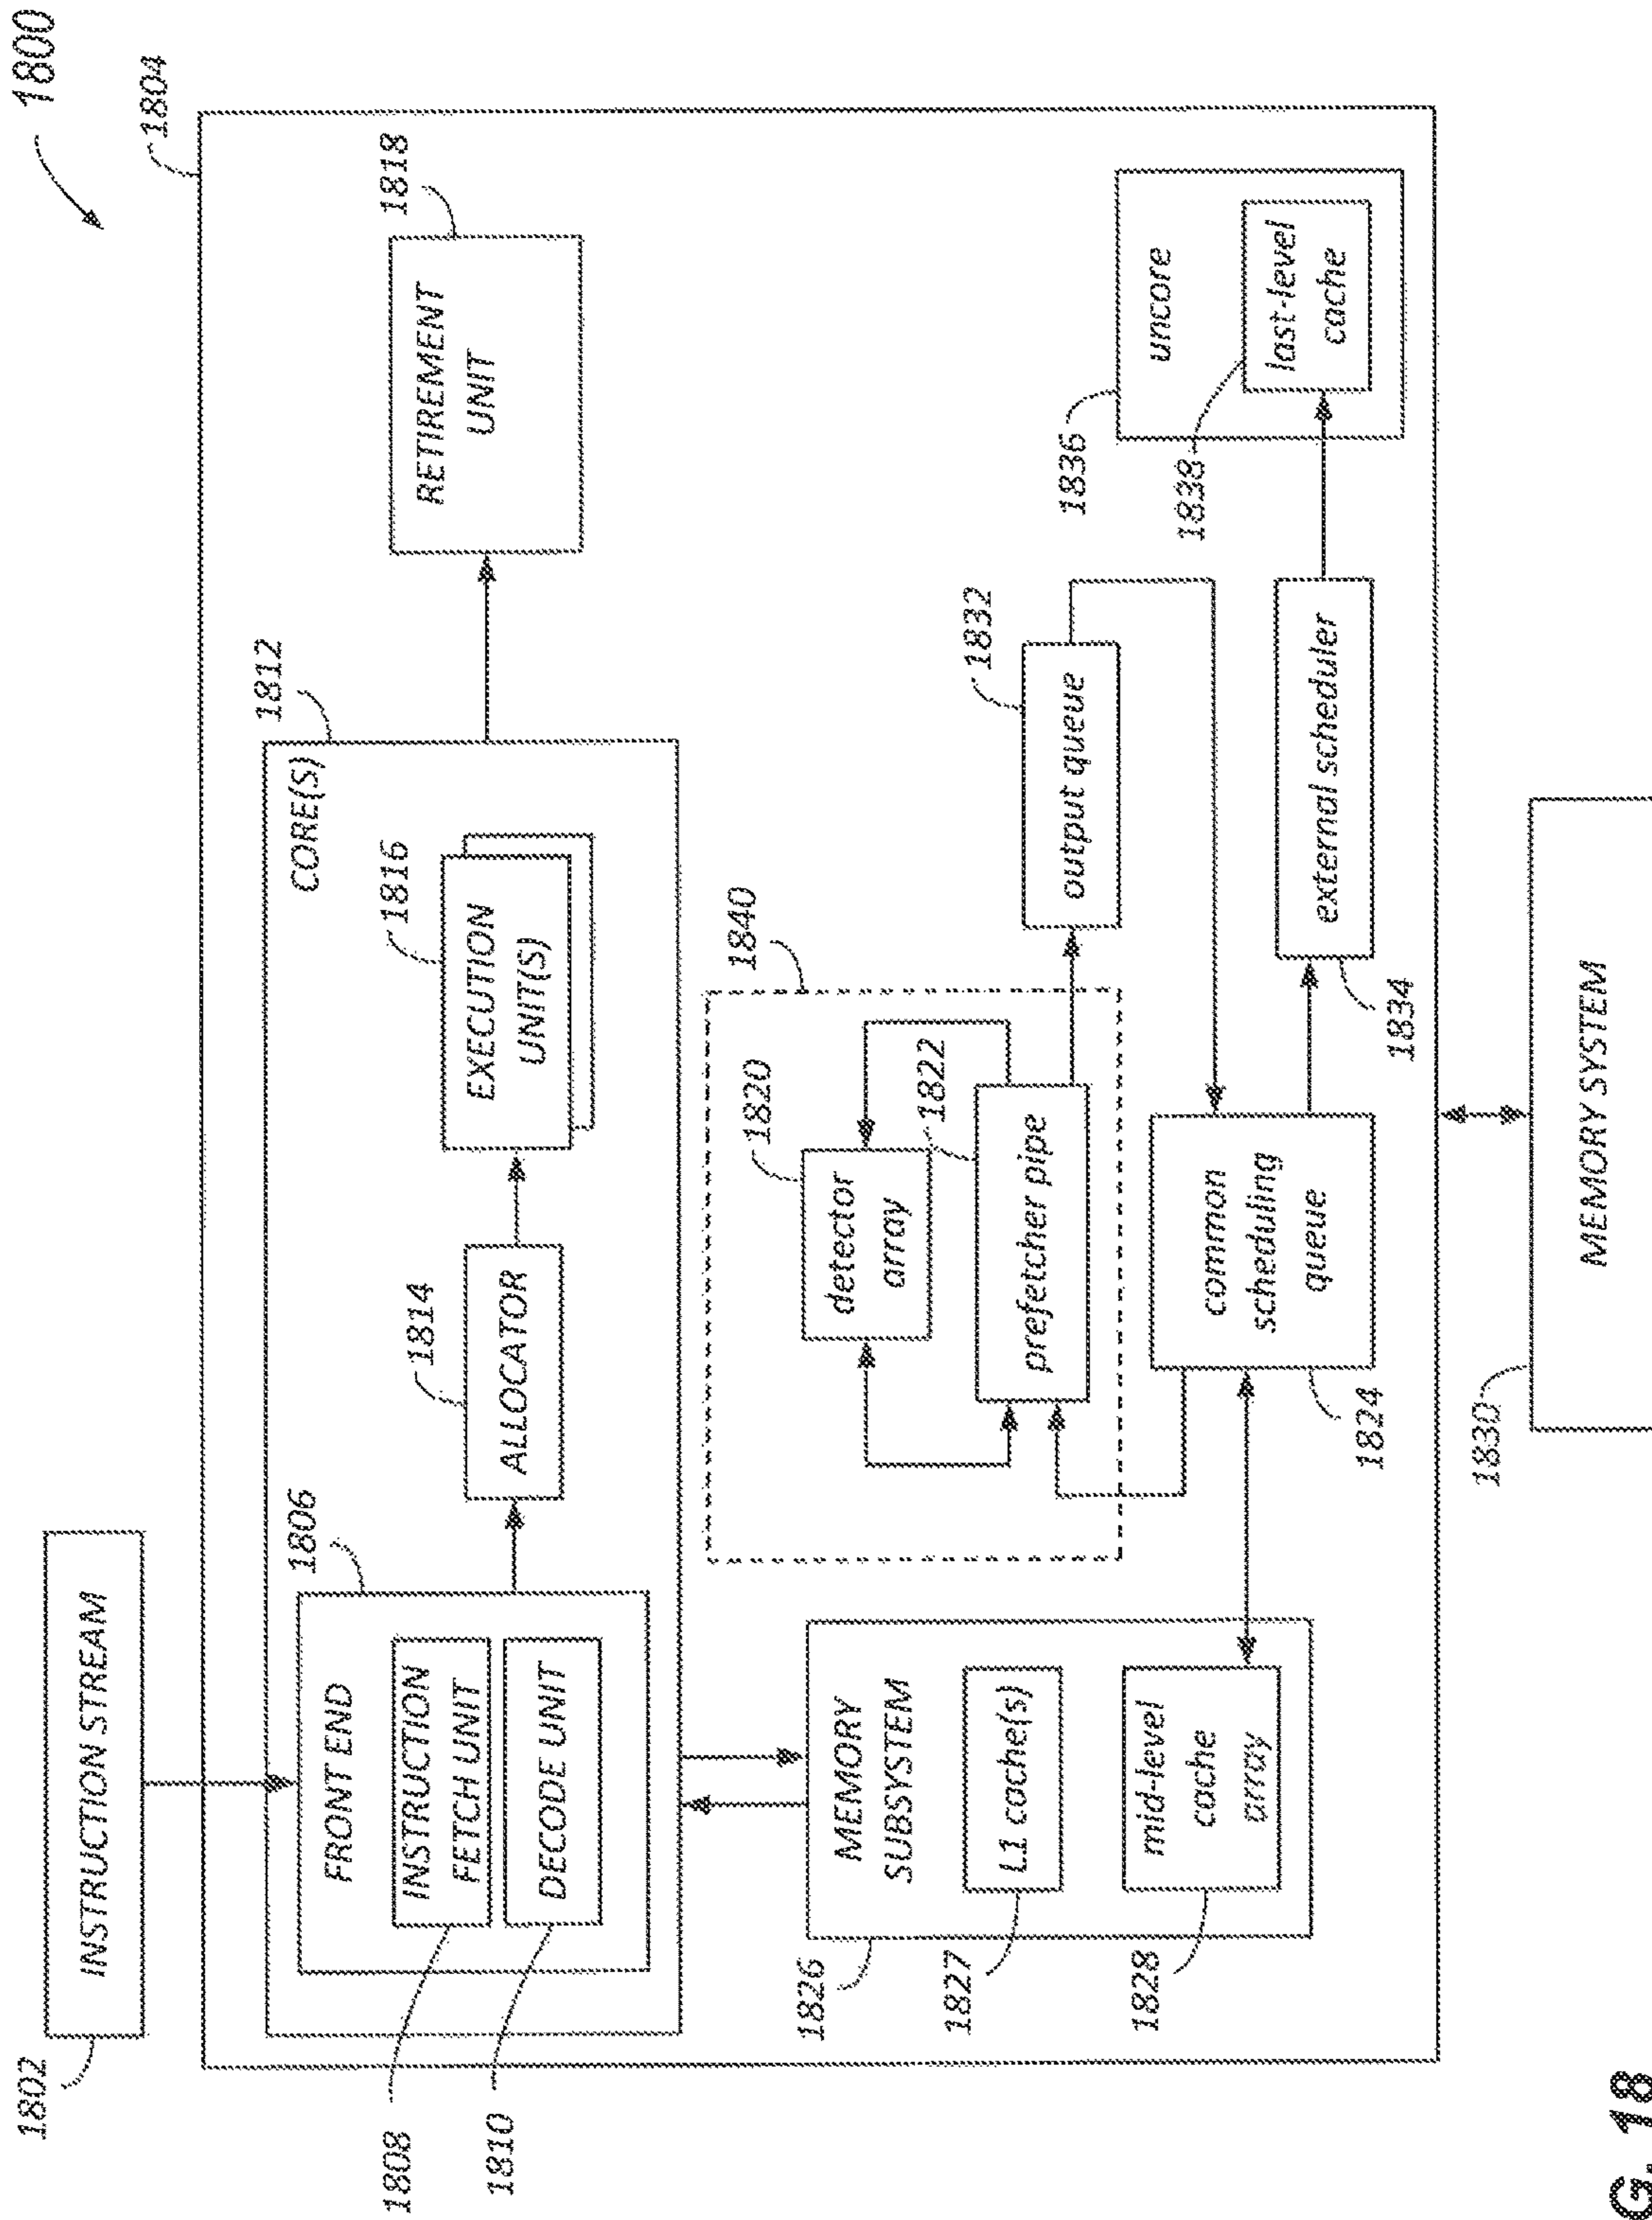 1800
1802
INSTRUCTION STREAM
1804
1812
CORE(S)
1806
FRONT END
INSTRUCTION
FETCH UNIT
DECODE UNIT
1808
1810
1814
ALLOCATOR
1816
EXECUTION
UNIT(S)
1818
RETIREMENT
UNIT
1826
MEMORY
SUBSYSTEM
L1 cache(s)
1827
mid-level
cache
array
1828
1840
1820
detector
array
1822
prefetcher pipe
1832
output queue
common
scheduling
queue
1824
external scheduler
1834
1836
uncore
1838
last-level
cache
1830
MEMORY SYSTEM
G. 18